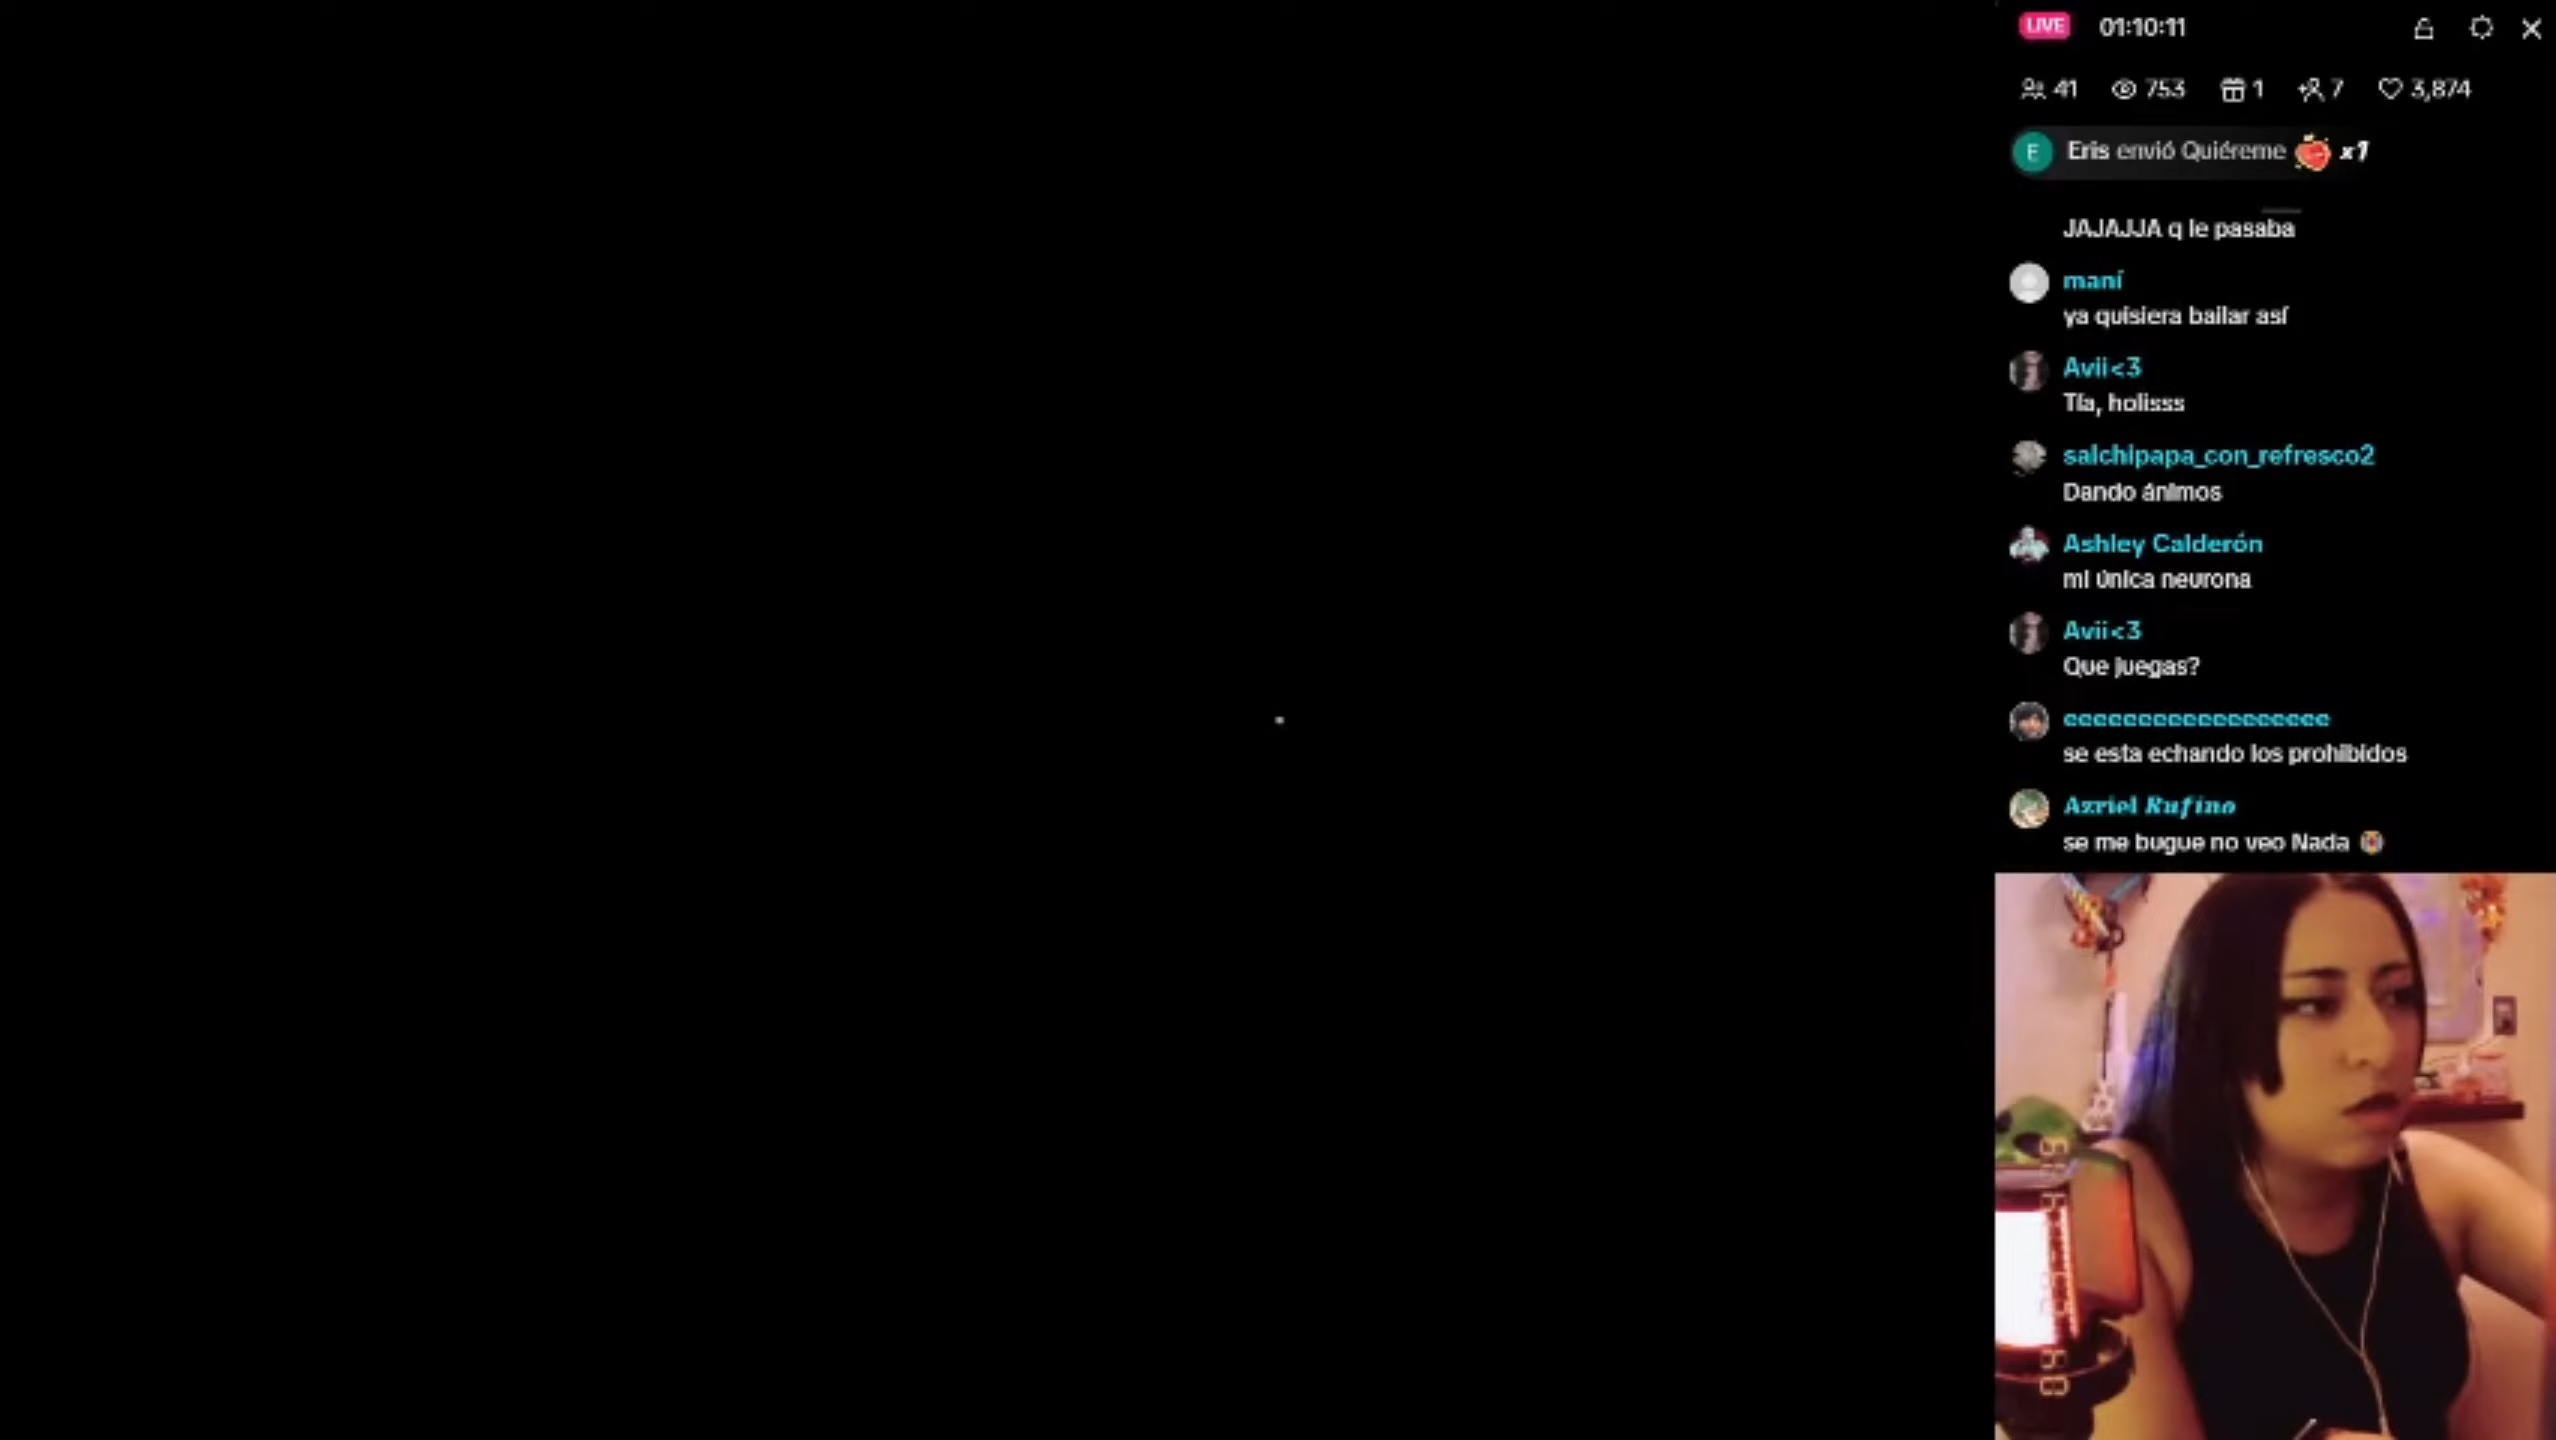 LIVE 01:10:11
41 753 1 7 3,874
E Eris envió Quiéreme x1
JAJAJJA q le pasaba
maní
ya quisiera bailar así
Avii<3
Tía, holisss
salchipapa_con_refresco2
Dando ánimos
Ashley Calderón
mi única neurona
Avii<3
Que juegas?
eeeeeeeeeeeeeeeeee
se esta echando los prohibidos
Azriel Rufino
se me bugue no veo Nada